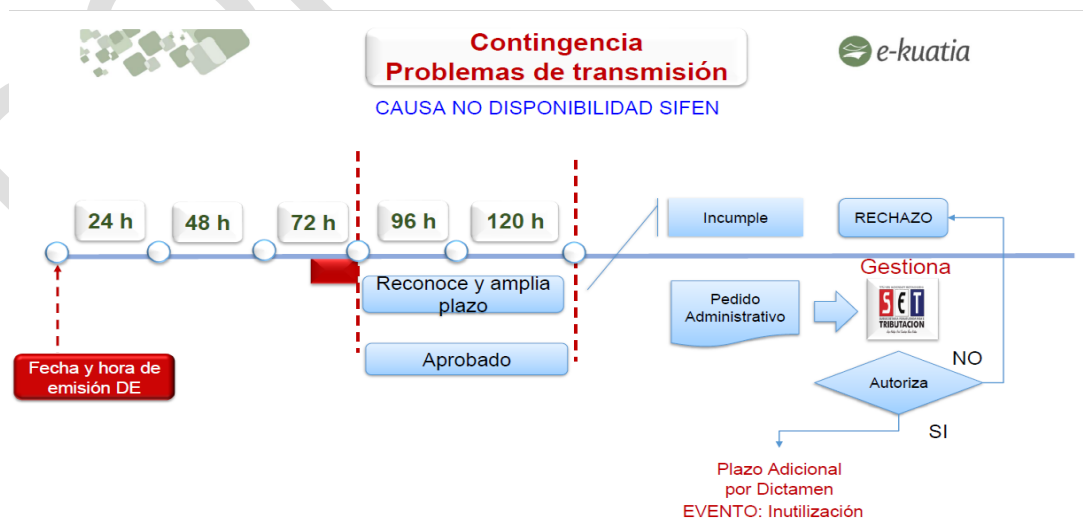 Contingencia
Problemas de transmisión
e-kuatia
CAUSA NO DISPONIBILIDAD SIFEN
24 h
48 h
72 h
96 h
120 h
Incumple
RECHAZO
Reconoce y amplia
plazo
Aprobado
Gestiona
Pedido
Administrativo
SET
TRIBUTACION
Fecha y hora de
emisión DE
Autoriza
NO
SI
Plazo Adicional
por Dictamen
EVENTO: Inutilización